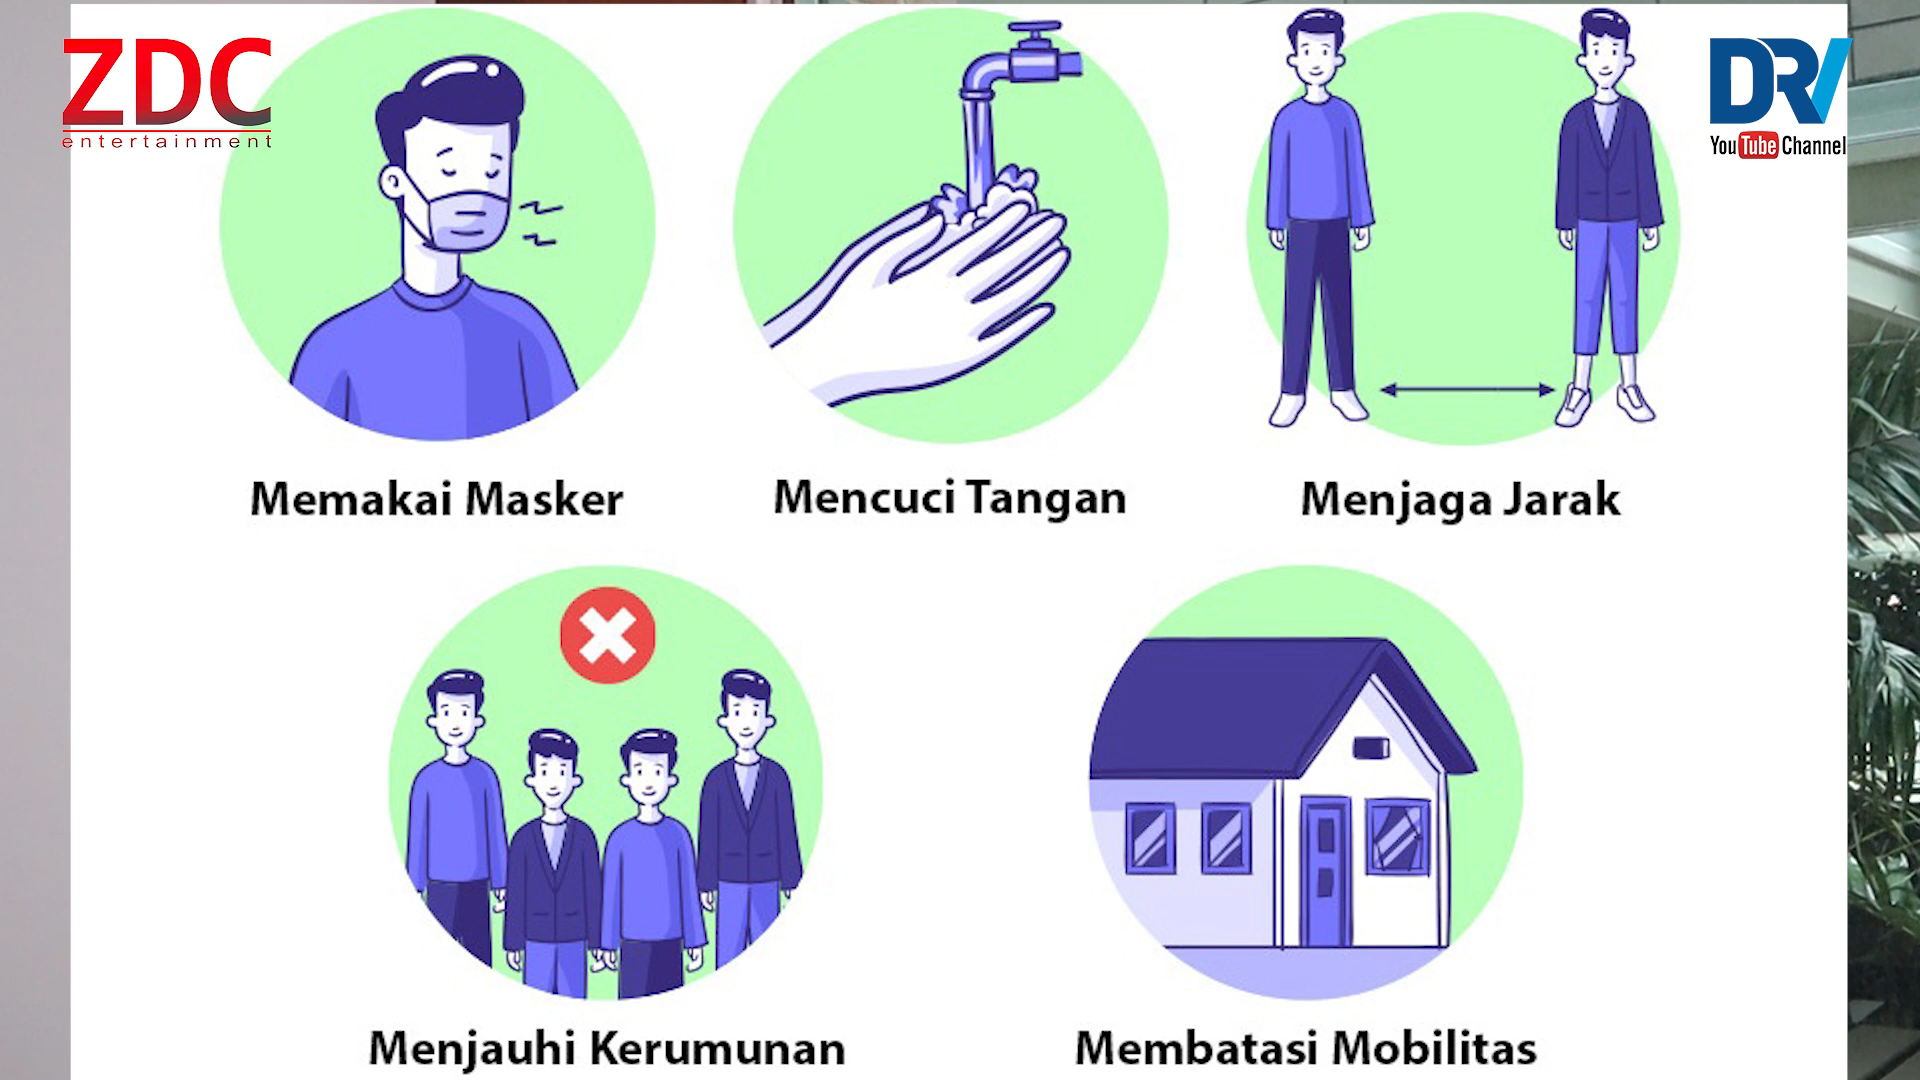 ZDC
entertainment
DRV
YouTube Channel
Memakai Masker
Mencuci Tangan
Menjaga Jarak
Menjauhi Kerumunan
Membatasi Mobilitas